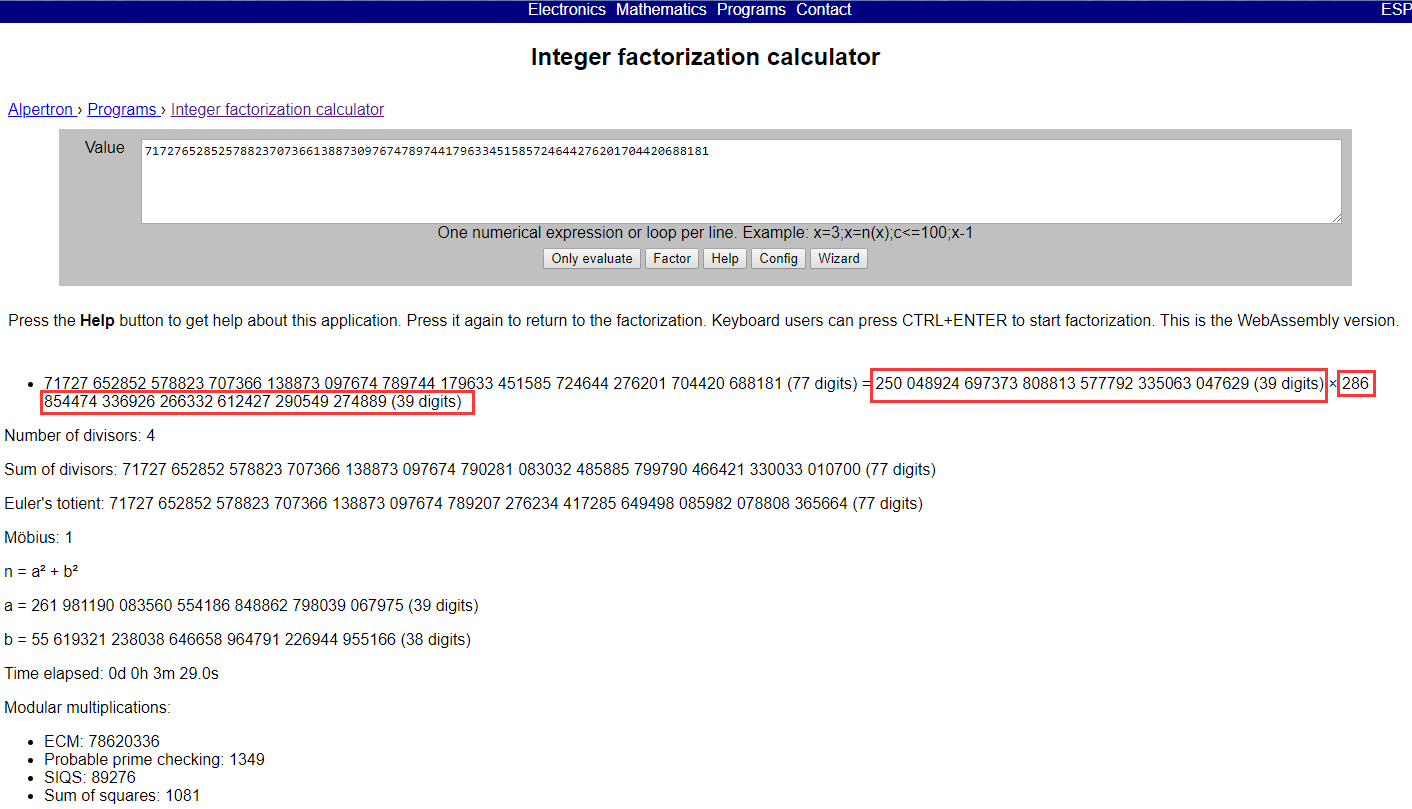 Electronics Mathematics Programs Contact ESP
Integer factorization calculator
Alpertron › Programs › Integer factorization calculator
Value 71727652852578823707366138873097674789744179633451585724644276201704420688181
One numerical expression or loop per line. Example: x=3;x=n(x);c<=100;x-1
Only evaluate Factor Help Config Wizard
Press the Help button to get help about this application. Press it again to return to the factorization. Keyboard users can press CTRL+ENTER to start factorization. This is the WebAssembly version.
• 71727 652852 578823 707366 138873 097674 789744 179633 451585 724644 276201 704420 688181 (77 digits) = 250 048924 697373 808813 577792 335063 047629 (39 digits) × 286
854474 336926 266332 612427 290549 274889 (39 digits)
Number of divisors: 4
Sum of divisors: 71727 652852 578823 707366 138873 097674 790281 083032 485885 799790 466421 330033 010700 (77 digits)
Euler's totient: 71727 652852 578823 707366 138873 097674 789207 276234 417285 649498 085982 078808 365664 (77 digits)
Möbius: 1
n = a² + b²
a = 261 981190 083560 554186 848862 798039 067975 (39 digits)
b = 55 619321 238038 646658 964791 226944 955166 (38 digits)
Time elapsed: 0d 0h 3m 29.0s
Modular multiplications:
• ECM: 78620336
• Probable prime checking: 1349
• SIQS: 89276
• Sum of squares: 1081